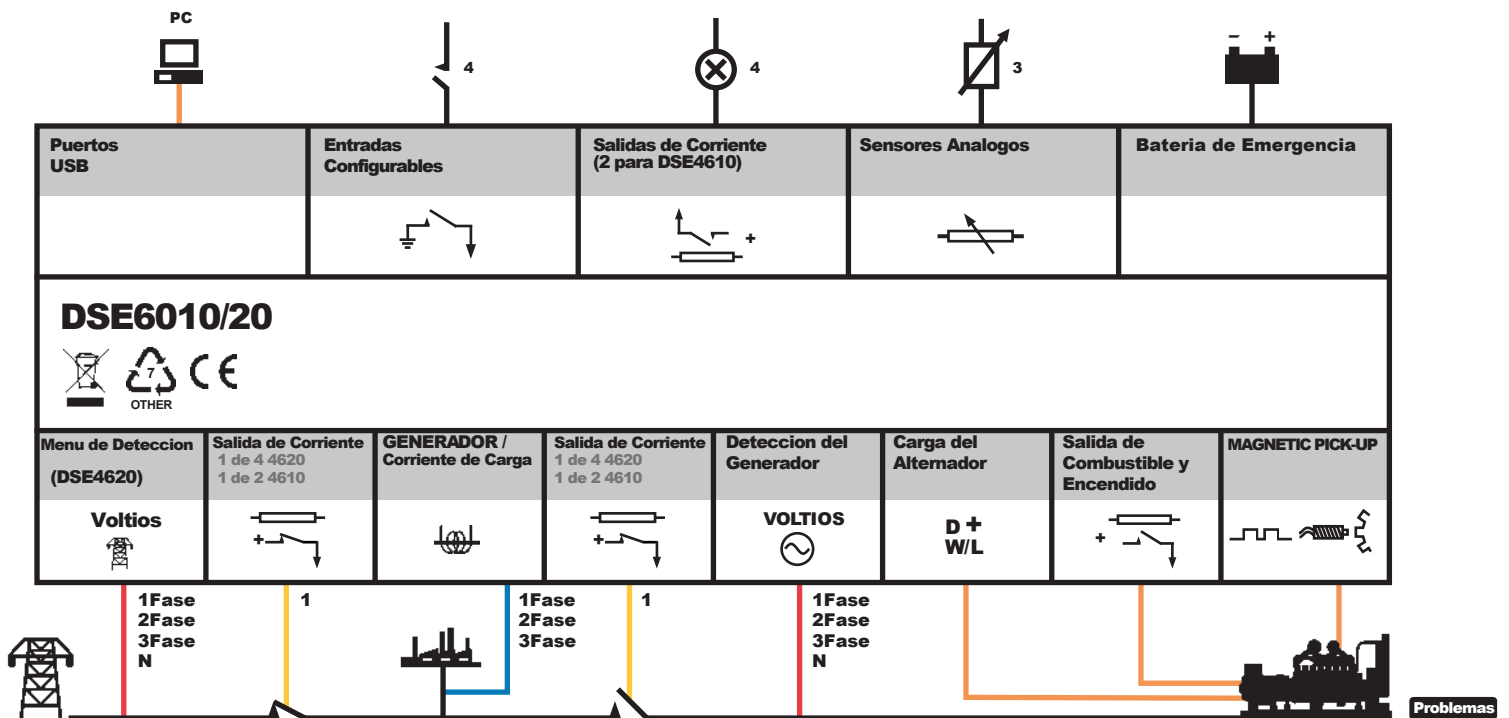 PC
4
4
3
- +
Puertos
USB
Entradas
Configurables
Salidas de Corriente
(2 para DSE4610)
Sensores Analogos
Bateria de Emergencia
+
DSE6010/20
7
OTHER
CE
Menu de Deteccion
(DSE4620)
Salida de Corriente
1 de 4 4620
1 de 2 4610
GENERADOR /
Corriente de Carga
Salida de Corriente
1 de 4 4620
1 de 2 4610
Deteccion del
Generador
Carga del
Alternador
Salida de
Combustible y
Encendido
MAGNETIC PICK-UP
Voltios
+
+
VOLTIOS
D +
W/L
+
1Fase
2Fase
3Fase
N
1
1Fase
2Fase
3Fase
1
1Fase
2Fase
3Fase
N
Problemas